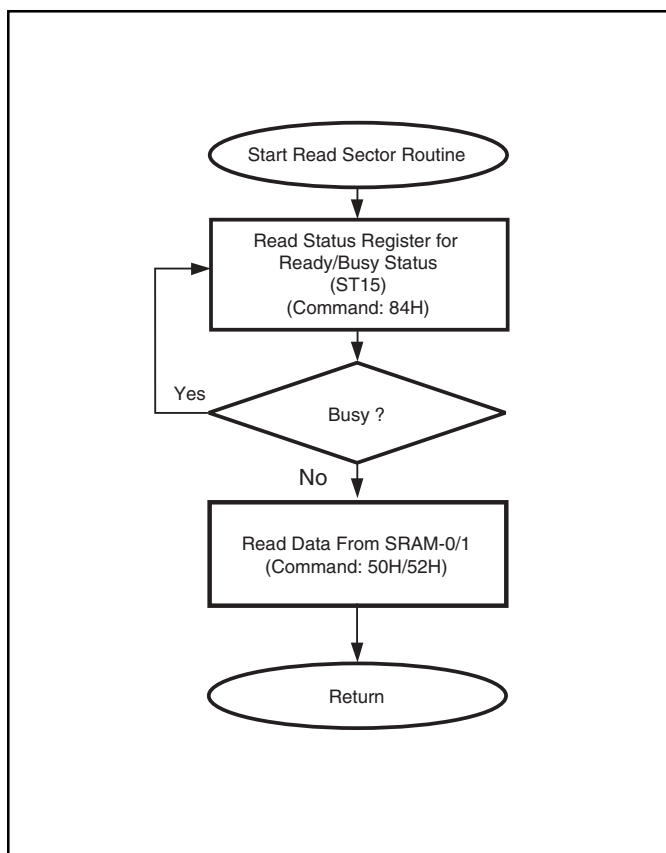 Start Read Sector Routine
Read Status Register for
Ready/Busy Status
(ST15)
(Command: 84H)
Yes
Busy ?
No
Read Data From SRAM-0/1
(Command: 50H/52H)
Return